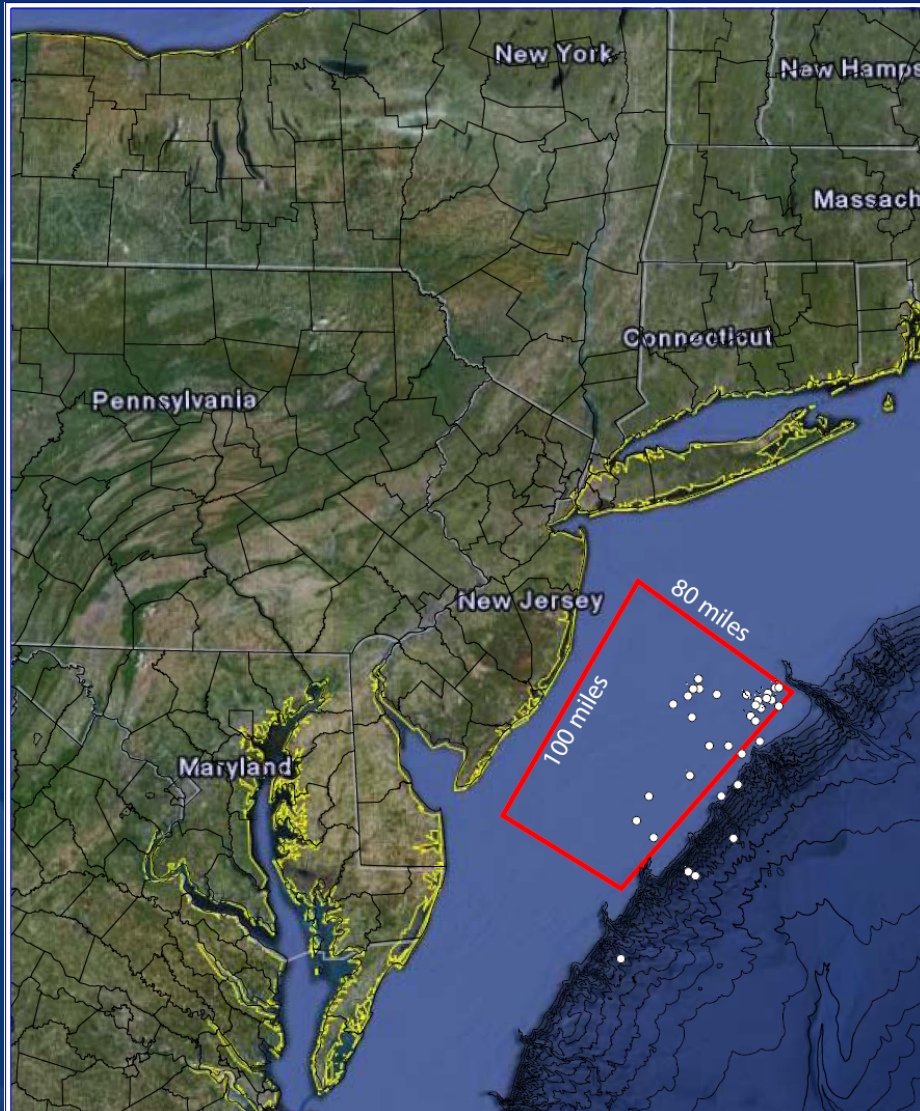 New York
New Hamps
Massach
Connecticut
Pennsylvania
New Jersey
80 miles
100 miles
Maryland